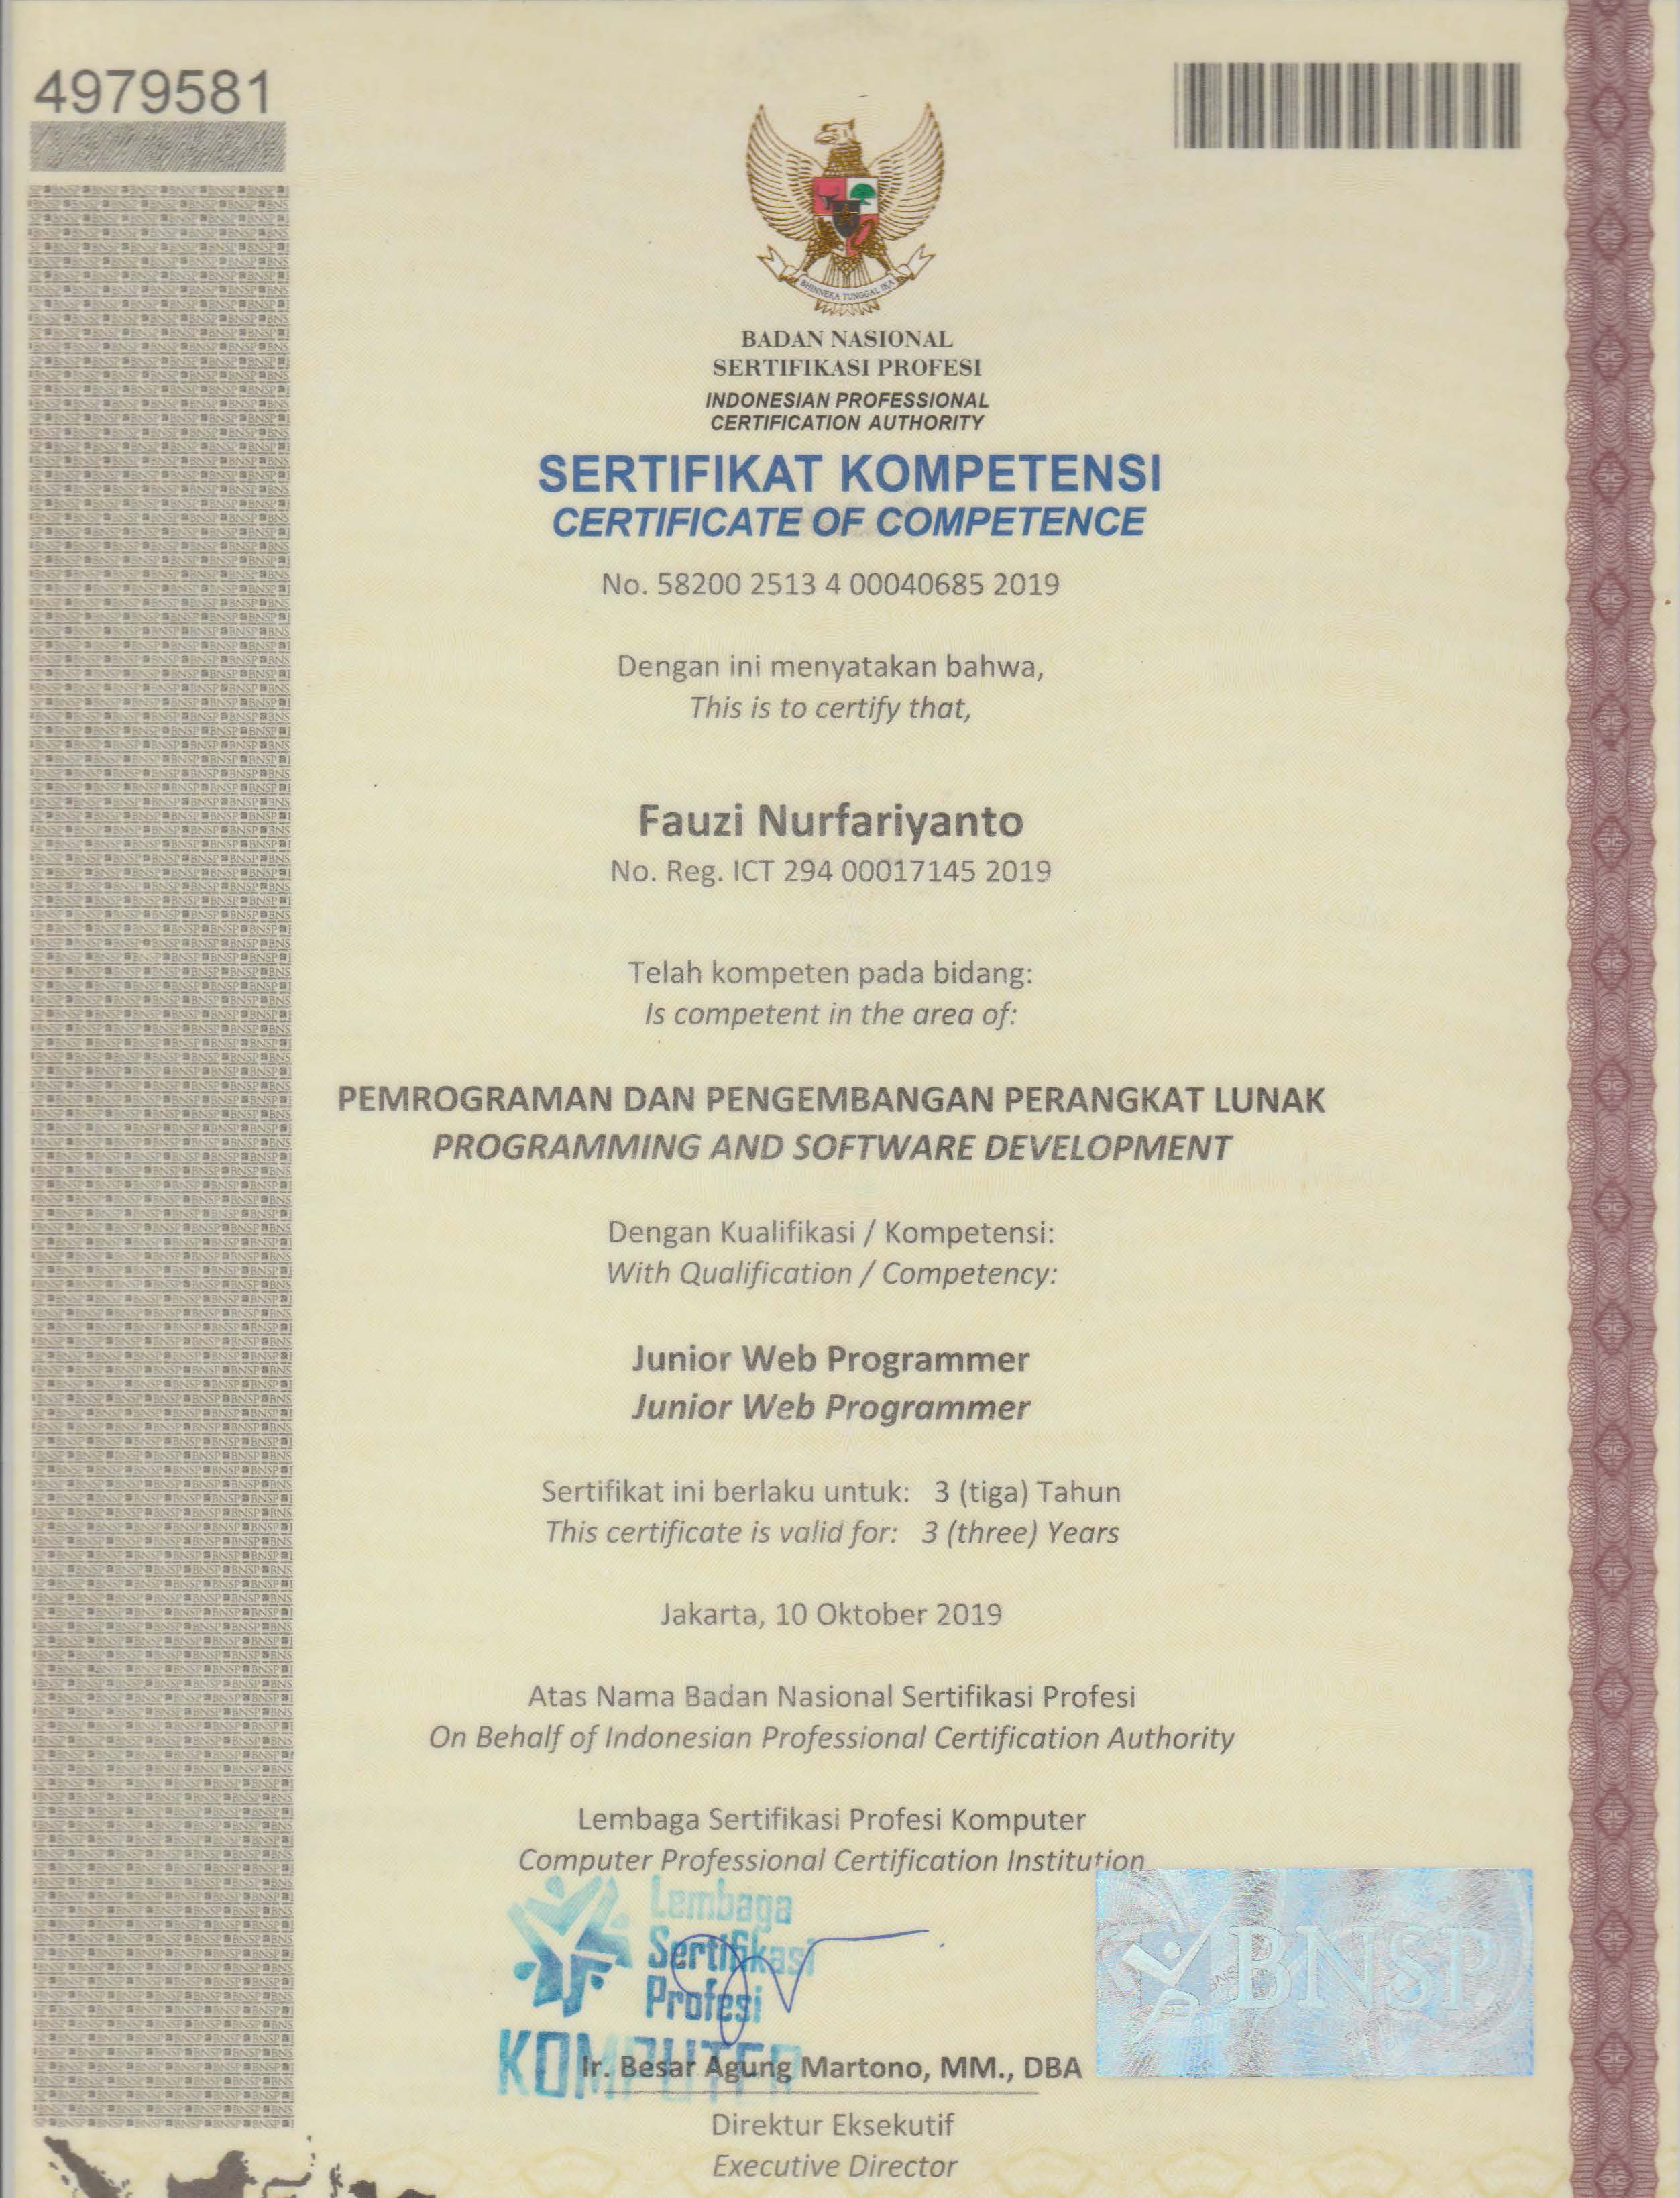 4979581
BHINNEKA TUNGGAL IKA
BADAN NASIONAL
SERTIFIKASI PROFESI
INDONESIAN PROFESSIONAL
CERTIFICATION AUTHORITY
SERTIFIKAT KOMPETENSI
CERTIFICATE OF COMPETENCE
No. 58200 2513 4 00040685 2019
Dengan ini menyatakan bahwa,
This is to certify that,
Fauzi Nurfariyanto
No. Reg. ICT 294 00017145 2019
Telah kompeten pada bidang:
Is competent in the area of:
PEMROGRAMAN DAN PENGEMBANGAN PERANGKAT LUNAK
PROGRAMMING AND SOFTWARE DEVELOPMENT
Dengan Kualifikasi / Kompetensi:
With Qualification / Competency:
Junior Web Programmer
Junior Web Programmer
Sertifikat ini berlaku untuk: 3 (tiga) Tahun
This certificate is valid for: 3 (three) Years
Jakarta, 10 Oktober 2019
Atas Nama Badan Nasional Sertifikasi Profesi
On Behalf of Indonesian Professional Certification Authority
Lembaga Sertifikasi Profesi Komputer
Computer Professional Certification Institution
Lembaga
Sertifikasi
Profesi
KOMPUTER
BNSP
Ir. Besar Agung Martono, MM., DBA
Direktur Eksekutif
Executive Director